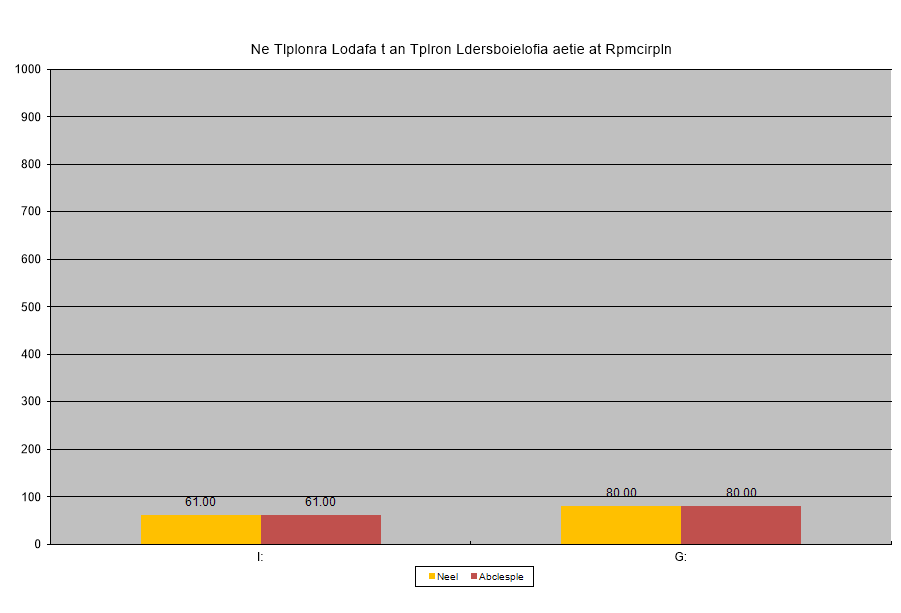 Ne Tlplonra Lodafa t an Tplron Ldersboielofia aetie at Rpmcirpln
1000
900
800
700
600
500
400
300
200
100
0
61.00 61.00 80.00 80.00
I: G:
Neel Abclesple